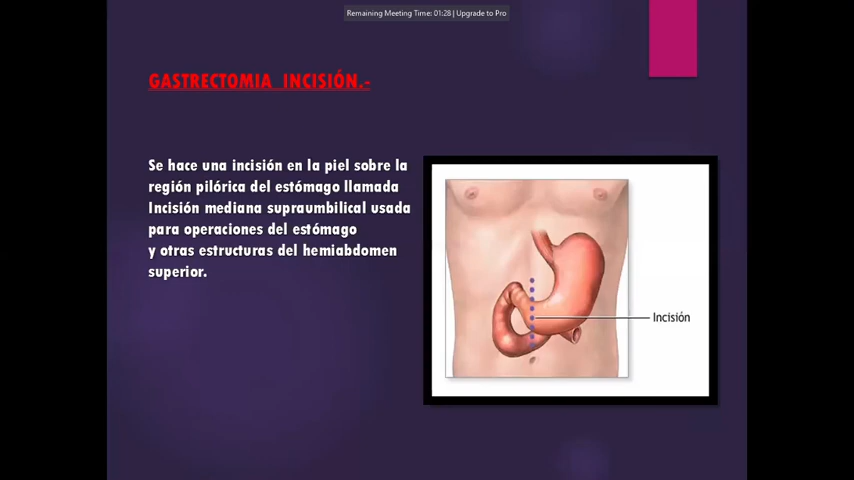 Remaining Meeting Time: 01:28 | Upgrade to Pro
GASTRECTOMIA INCISIÓN.-
Se hace una incisión en la piel sobre la
región pilórica del estómago llamada
Incisión mediana supraumbilical usada
para operaciones del estómago
y otras estructuras del hemiabdomen
superior.
Incisión